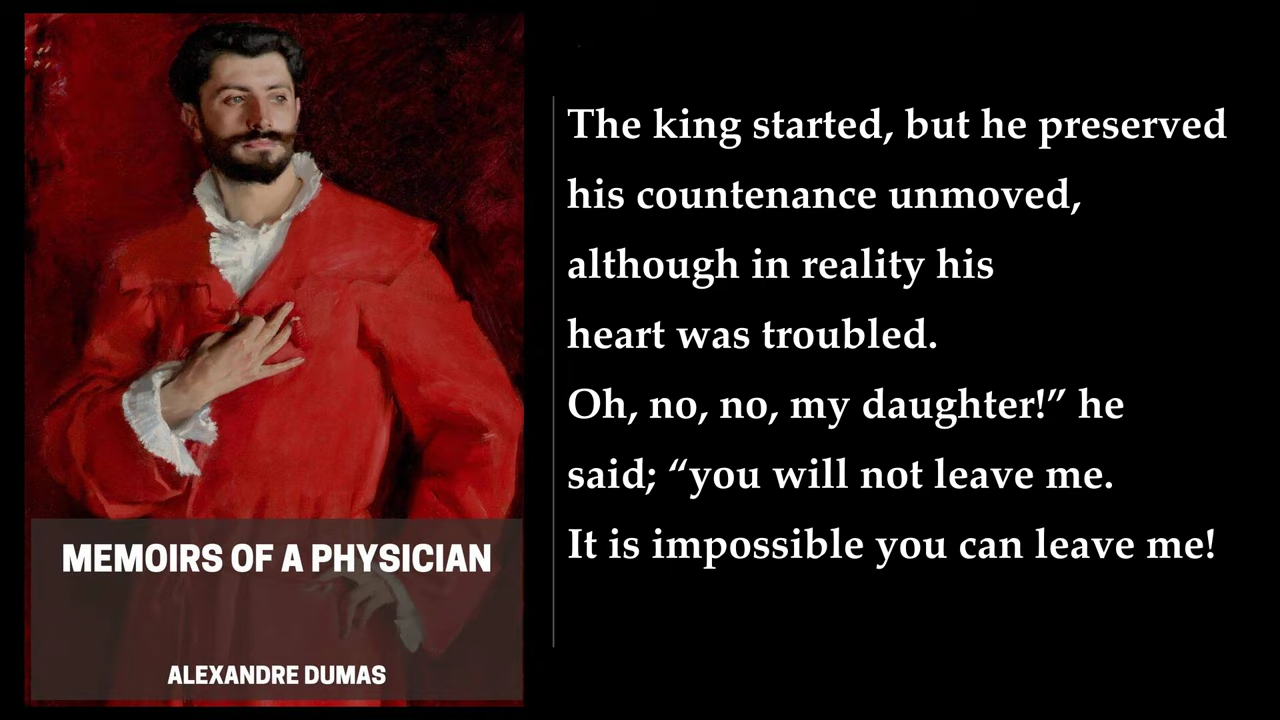 MEMOIRS OF A PHYSICIAN
ALEXANDRE DUMAS
The king started, but he preserved
his countenance unmoved,
although in reality his
heart was troubled.
Oh, no, no, my daughter!” he
said; “you will not leave me.
It is impossible you can leave me!